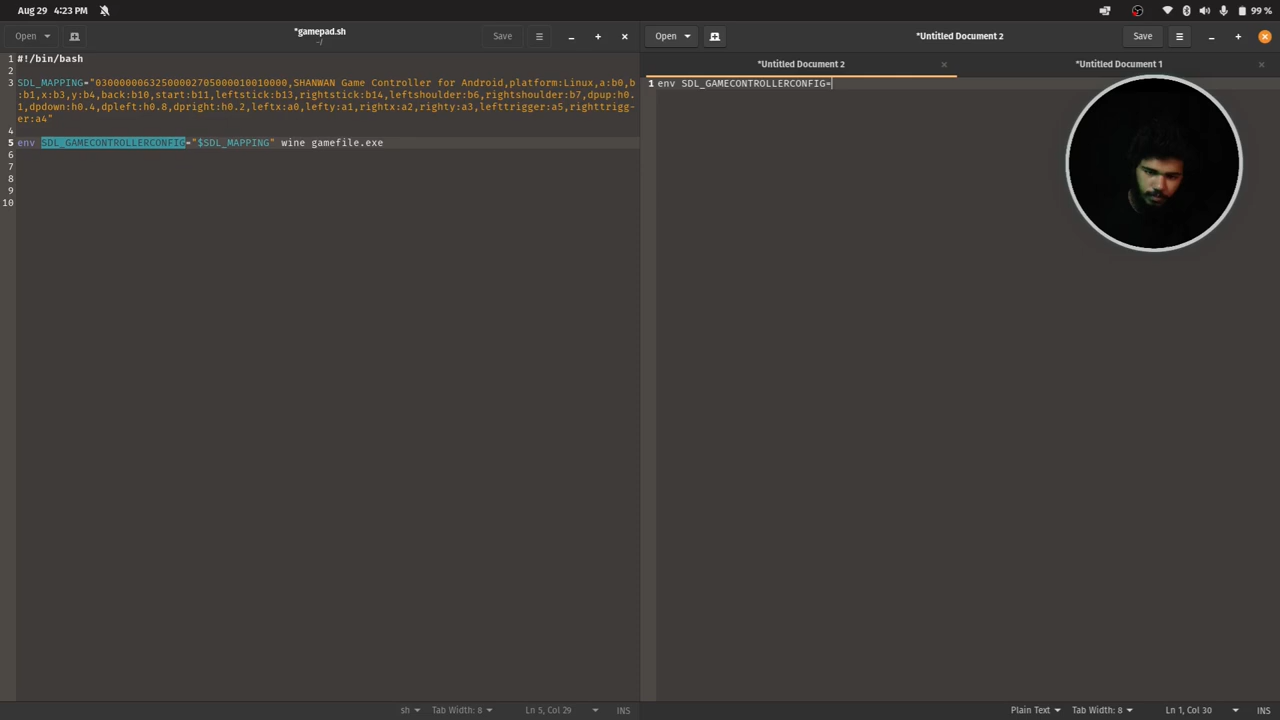 Aug 29 4:23 PM
99 %
Open
*gamepad.sh
~/
Save
Open
*Untitled Document 2
Save
*Untitled Document 2
*Untitled Document 1
1 #!/bin/bash
2
3 SDL_MAPPING="03000000632500002705000010010000,SHANWAN Game Controller for Android,platform:Linux,a:b0,b
:b1,x:b3,y:b4,back:b10,start:b11,leftstick:b13,rightstick:b14,leftshoulder:b6,rightshoulder:b7,dpup:h0.
1,dpdown:h0.4,dpleft:h0.8,dpright:h0.2,leftx:a0,lefty:a1,rightx:a2,righty:a3,lefttrigger:a5,righttrigg-
er:a4"
4
5 env SDL_GAMECONTROLLERCONFIG="$SDL_MAPPING" wine gamefile.exe
6
7
8
9
10
1 env SDL_GAMECONTROLLERCONFIG=
sh
Tab Width: 8
Ln 5, Col 29
INS
Plain Text
Tab Width: 8
Ln 1, Col 30
INS